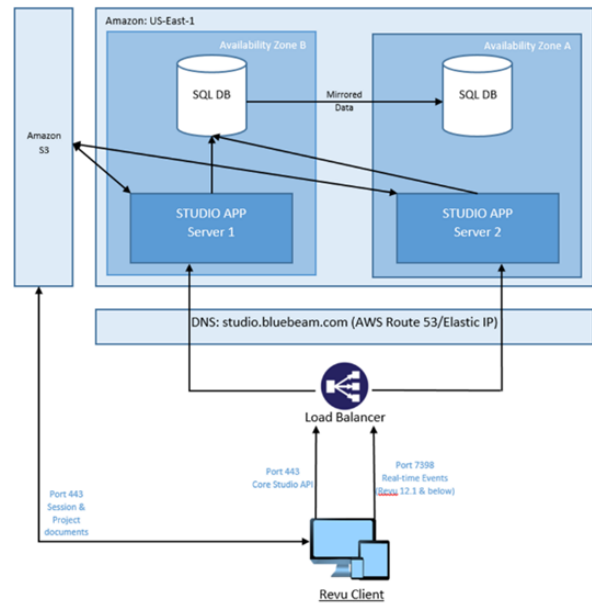 Amazon: US-East-1
Availability Zone B
Availability Zone A
SQL DB
SQL DB
Mirrored
Data
Amazon
S3
STUDIO APP
Server 1
STUDIO APP
Server 2
DNS: studio.bluebeam.com (AWS Route 53/Elastic IP)
Load Balancer
Port 443
Session &
Project
documents
Port 443
Core Studio API
Port 7398
Real-time Events
(Revu 12.1 & below)
Revu Client